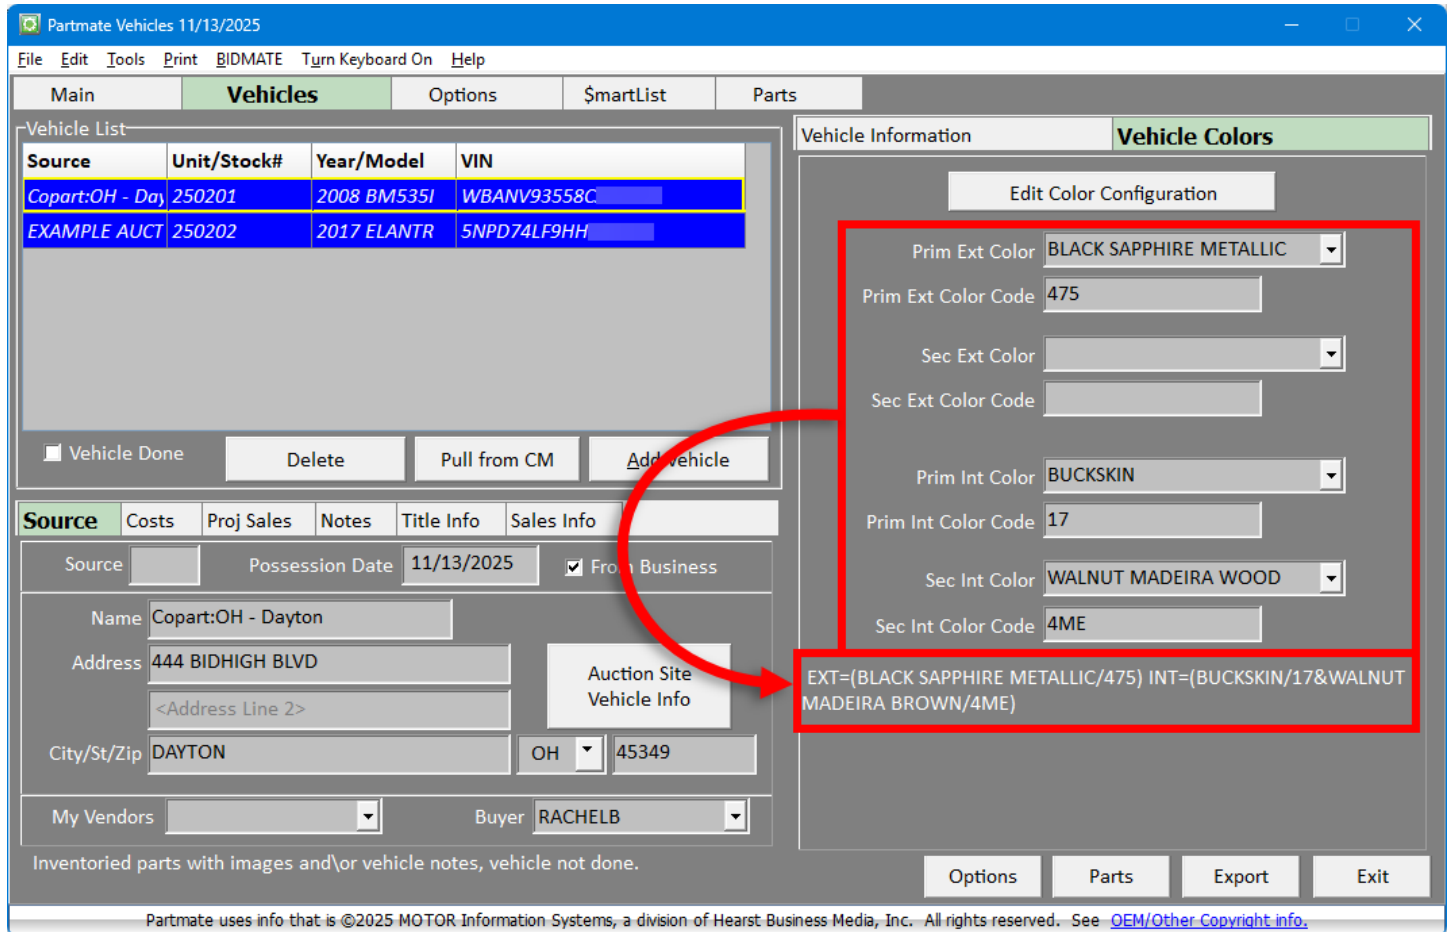 Partmate Vehicles 11/13/2025
File Edit Tools Print BIDMATE Turn Keyboard On Help
Main Vehicles Options $martList Parts
Vehicle List
Source Unit/Stock# Year/Model VIN
Copart:OH - Day 250201 2008 BM535I WBANV93558C
EXAMPLE AUCT 250202 2017 ELANTR 5NPD74LF9HH
Vehicle Done Delete Pull from CM Add Vehicle
Source Costs Proj Sales Notes Title Info Sales Info
Source Possession Date 11/13/2025 From Business
Name Copart:OH - Dayton
Address 444 BIDHIGH BLVD
<Address Line 2>
Auction Site
Vehicle Info
City/St/Zip DAYTON OH 45349
My Vendors Buyer RACHELB
Inventoried parts with images and\or vehicle notes, vehicle not done.
Vehicle Information Vehicle Colors
Edit Color Configuration
Prim Ext Color BLACK SAPPHIRE METALLIC
Prim Ext Color Code 475
Sec Ext Color
Sec Ext Color Code
Prim Int Color BUCKSKIN
Prim Int Color Code 17
Sec Int Color WALNUT MADEIRA WOOD
Sec Int Color Code 4ME
EXT=(BLACK SAPPHIRE METALLIC/475) INT=(BUCKSKIN/17&WALNUT
MADEIRA BROWN/4ME)
Options Parts Export Exit
Partmate uses info that is ©2025 MOTOR Information Systems, a division of Hearst Business Media, Inc. All rights reserved. See OEM/Other Copyright info.